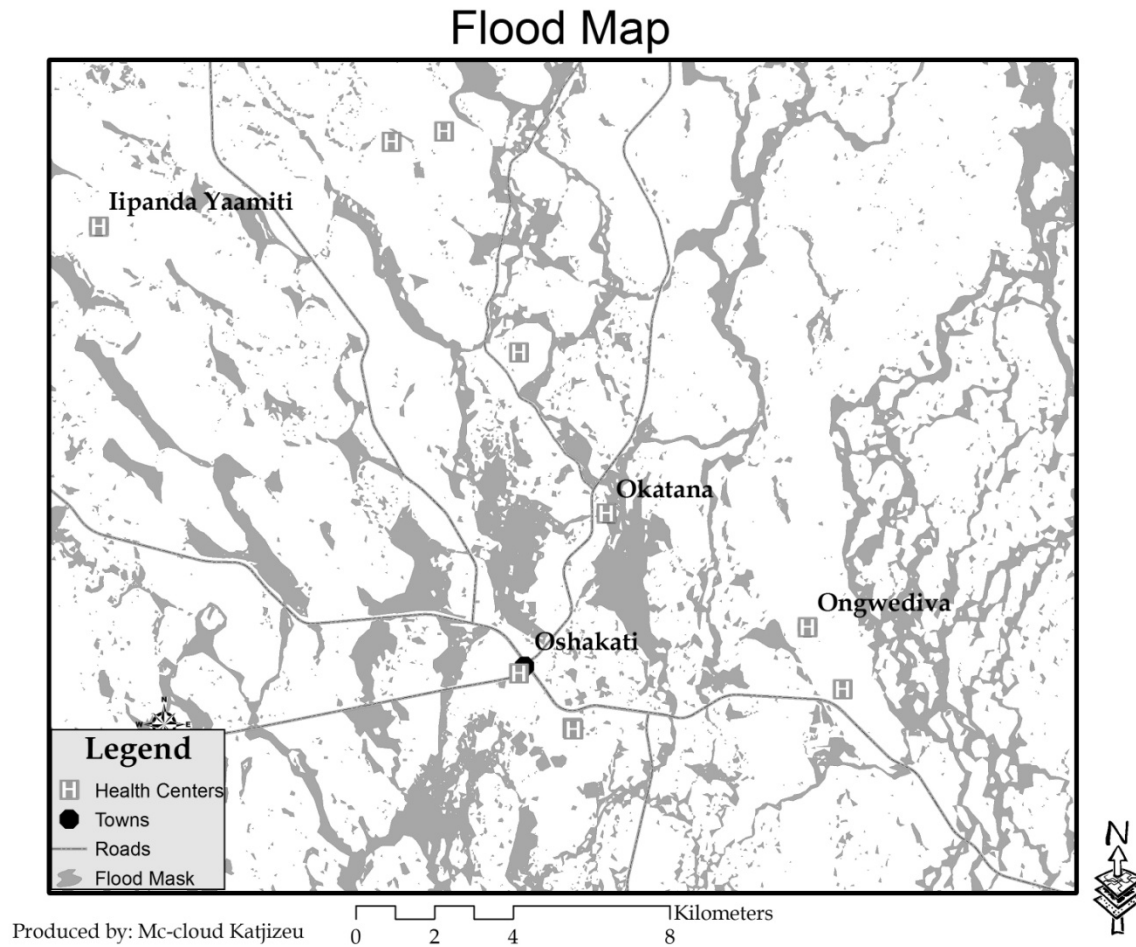 Flood Map
H
H
Iipanda Yaamiti
H
H
Okatana
H
Ongwediva
H
Oshakati
H
H
H
N
W E
Legend
H Health Centers
Towns
Roads
Flood Mask
N
Kilometers
0 2 4 8
Produced by: Mc-cloud Katjizeu